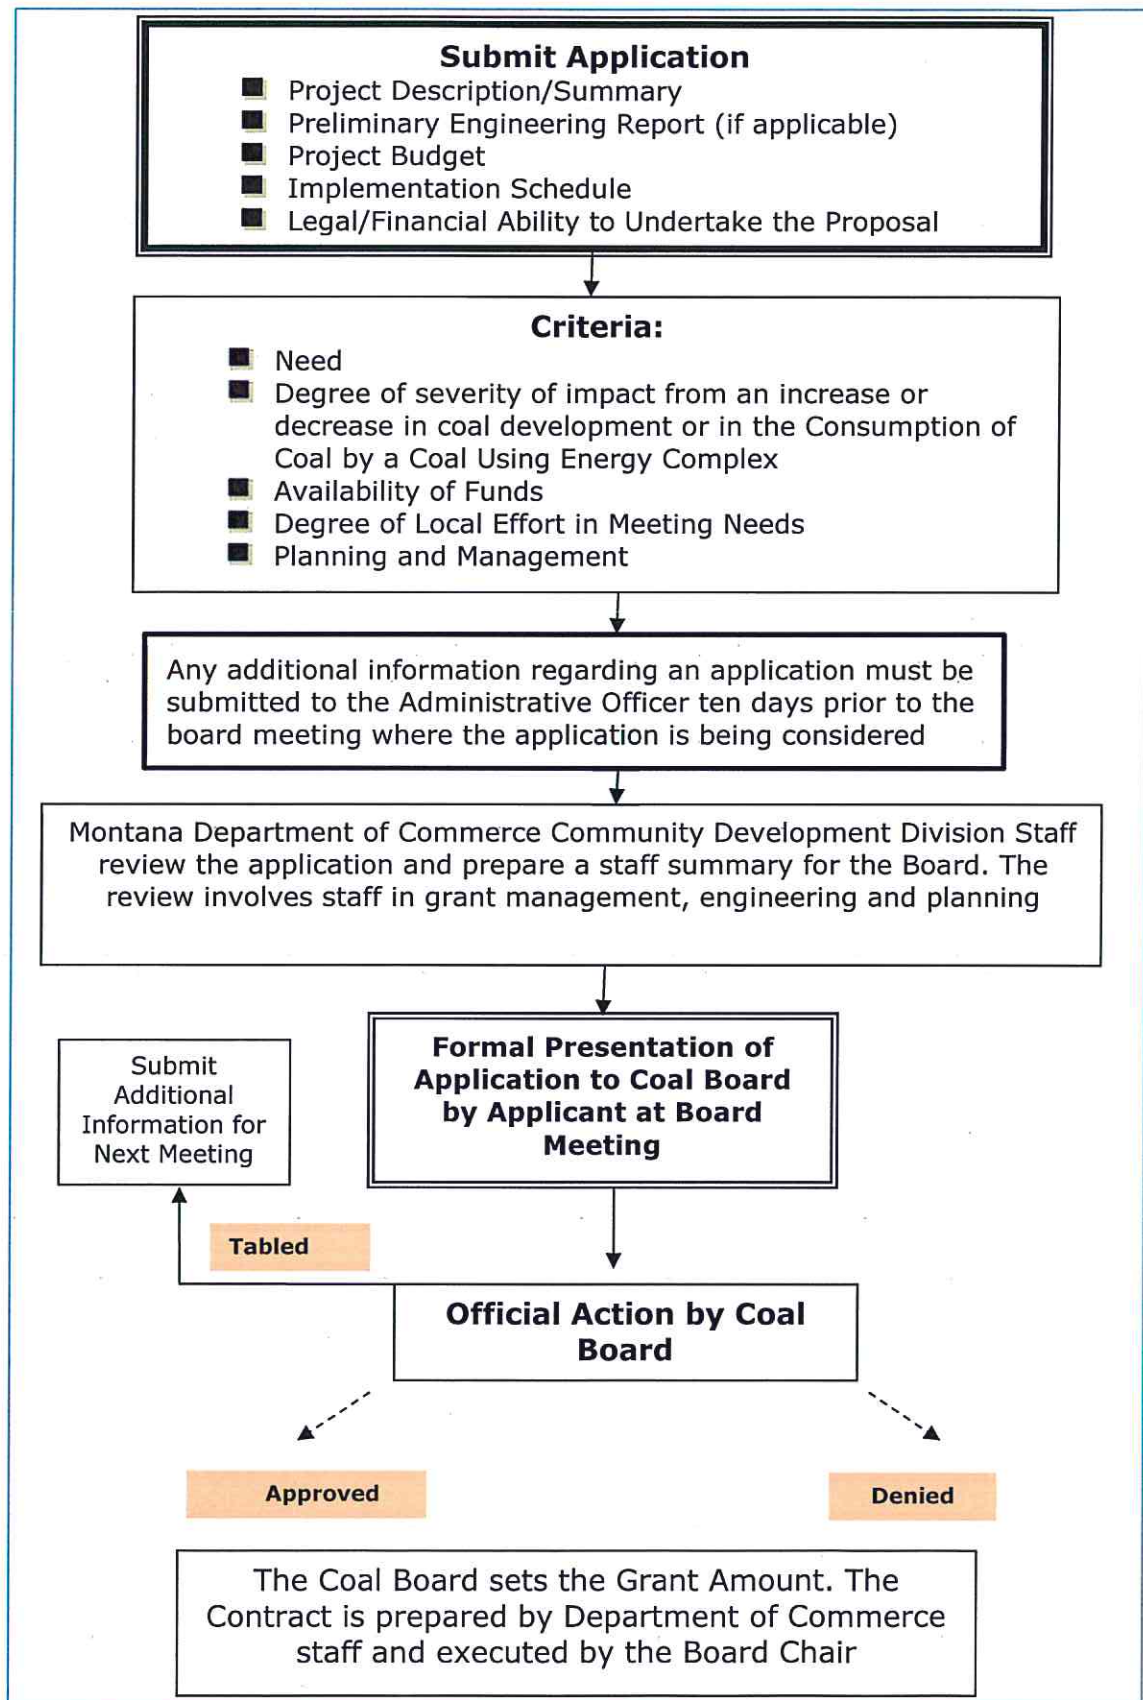 Submit Application
Project Description/Summary
Preliminary Engineering Report (if applicable)
Project Budget
Implementation Schedule
Legal/Financial Ability to Undertake the Proposal
Criteria:
Need
Degree of severity of impact from an increase or
decrease in coal development or in the Consumption of
Coal by a Coal Using Energy Complex
Availability of Funds
Degree of Local Effort in Meeting Needs
Planning and Management
Any additional information regarding an application must be
submitted to the Administrative Officer ten days prior to the
board meeting where the application is being considered
Montana Department of Commerce Community Development Division Staff
review the application and prepare a staff summary for the Board. The
review involves staff in grant management, engineering and planning
Formal Presentation of
Application to Coal Board
by Applicant at Board
Meeting
Submit
Additional
Information for
Next Meeting
Tabled
Official Action by Coal
Board
Approved
Denied
The Coal Board sets the Grant Amount. The
Contract is prepared by Department of Commerce
staff and executed by the Board Chair